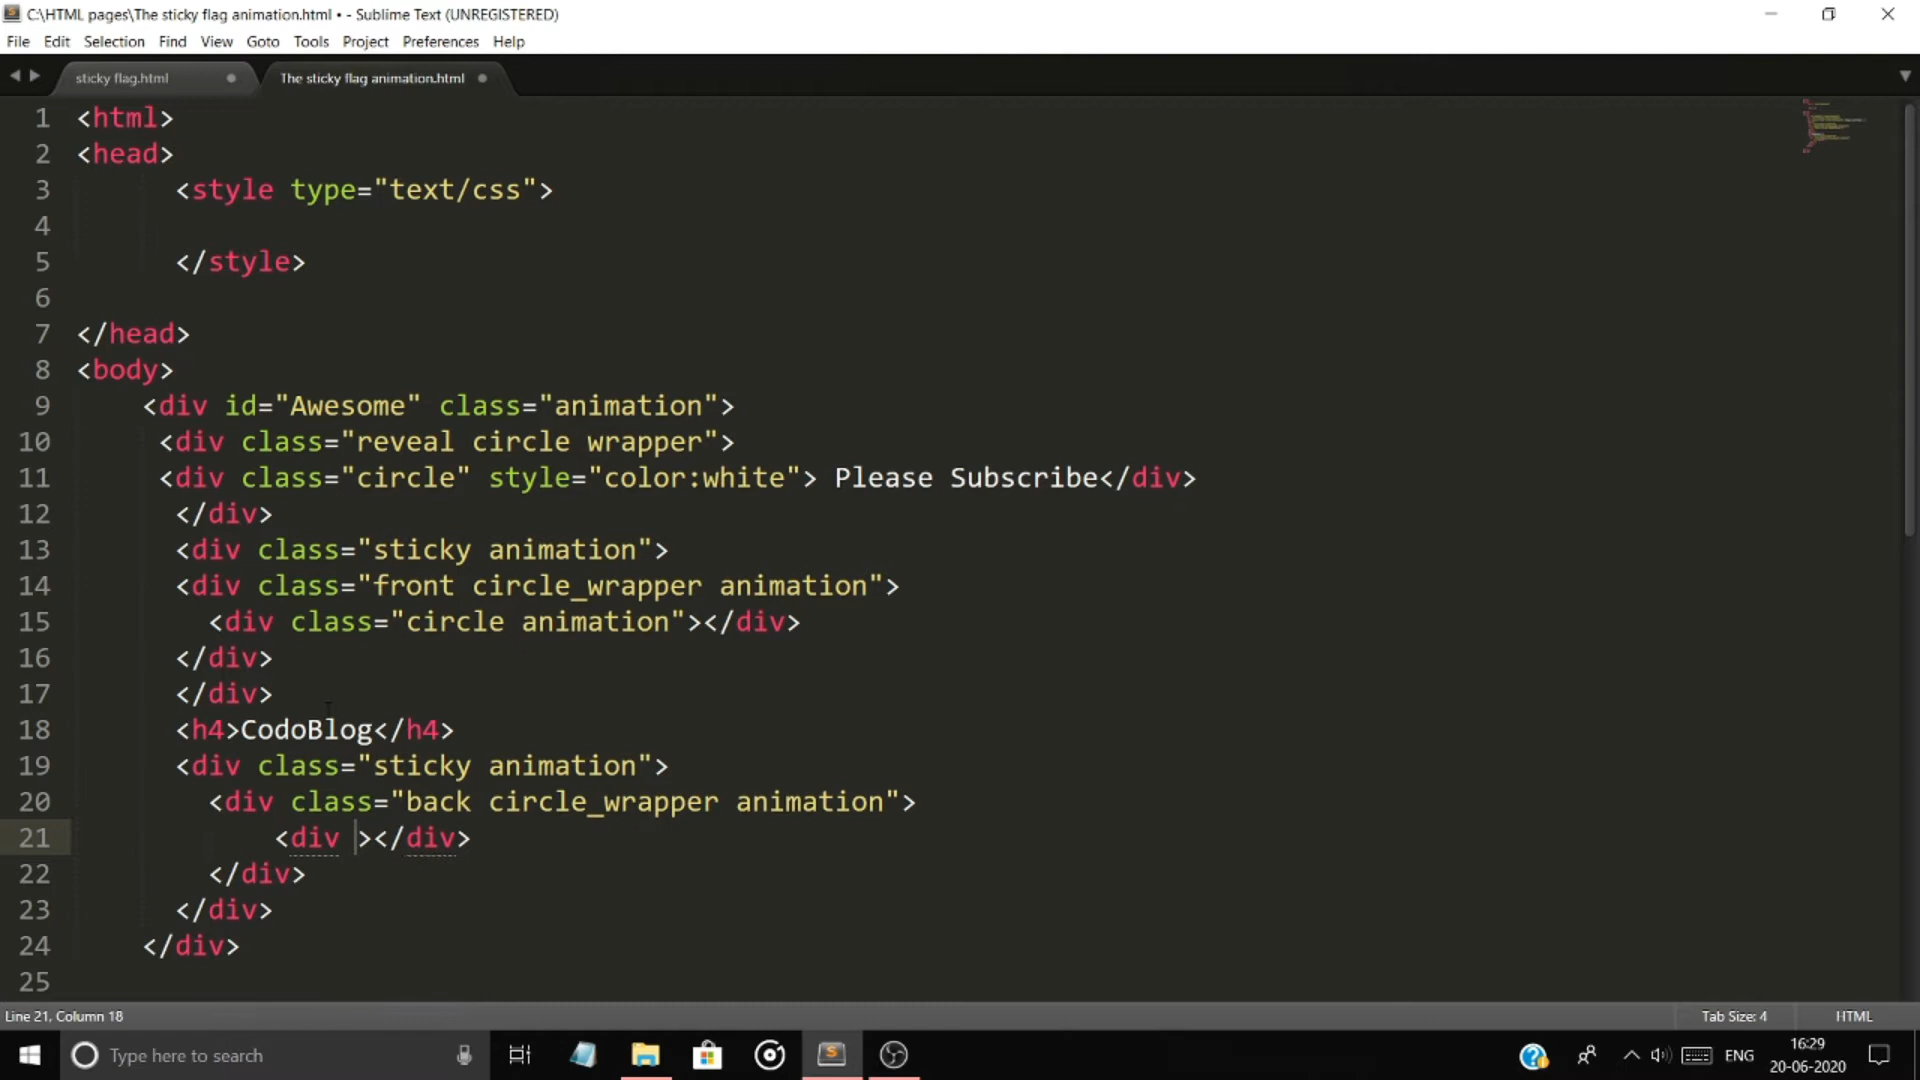 C:\HTML pages\The sticky flag animation.html • - Sublime Text (UNREGISTERED)
File Edit Selection Find View Goto Tools Project Preferences Help
sticky flag.html The sticky flag animation.html
1 <html>
2 <head>
3 <style type="text/css">
4
5 </style>
6
7 </head>
8 <body>
9 <div id="Awesome" class="animation">
10 <div class="reveal circle wrapper">
11 <div class="circle" style="color:white"> Please Subscribe</div>
12 </div>
13 <div class="sticky animation">
14 <div class="front circle_wrapper animation">
15 <div class="circle animation"></div>
16 </div>
17 </div>
18 <h4>CodoBlog</h4>
19 <div class="sticky animation">
20 <div class="back circle_wrapper animation">
21 <div ></div>
22 </div>
23 </div>
24 </div>
25
Line 21, Column 18 Tab Size: 4 HTML
Type here to search ENG 16:29
20-06-2020